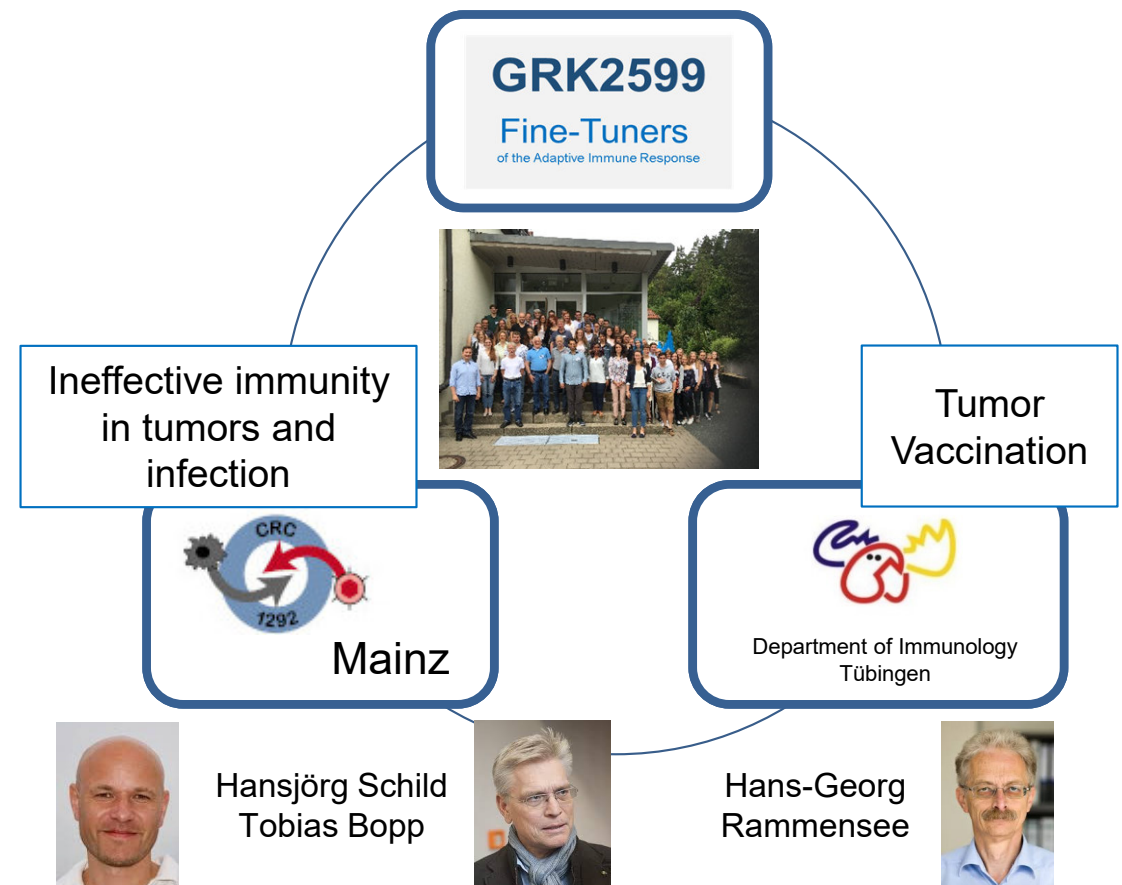 GRK2599
Fine-Tuners
of the Adaptive Immune Response
Ineffective immunity
in tumors and
infection
Tumor
Vaccination
CRC
1292
Mainz
Department of Immunology
Tübingen
Hansjörg Schild
Tobias Bopp
Hans-Georg
Rammensee